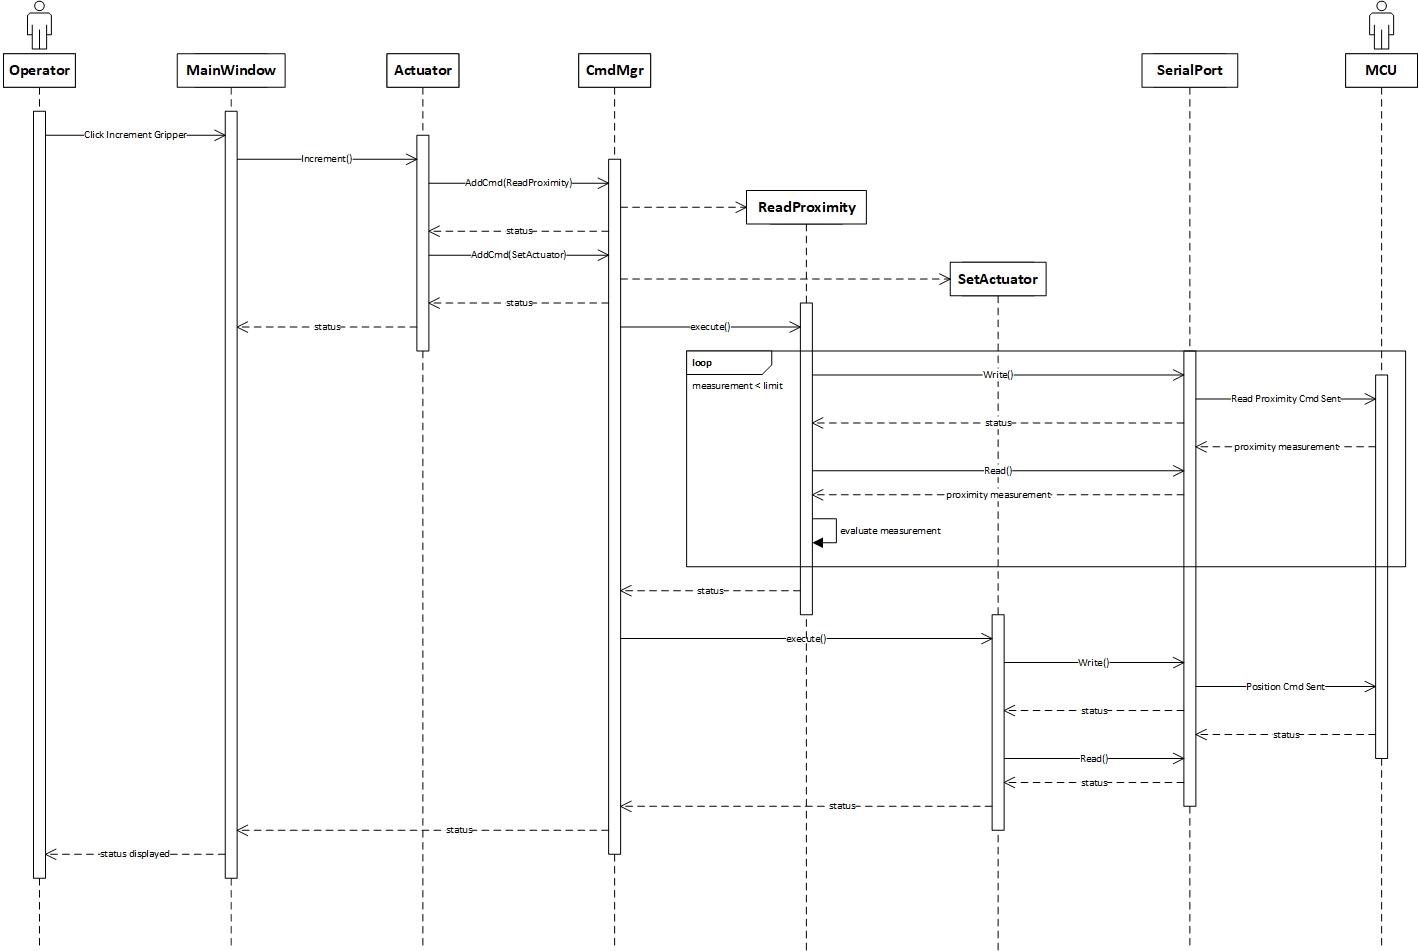 Operator
MainWindow
Actuator
CmdMgr
SerialPort
MCU
Click Increment Gripper
Increment()
AddCmd(ReadProximity)
ReadProximity
status
AddCmd(SetActuator)
SetActuator
status
status
execute()
loop
measurement < limit
Write()
Read Proximity Cmd Sent
status
proximity measurement
Read()
proximity measurement
evaluate measurement
status
execute()
Write()
Position Cmd Sent
status
status
Read()
status
status
status
status displayed